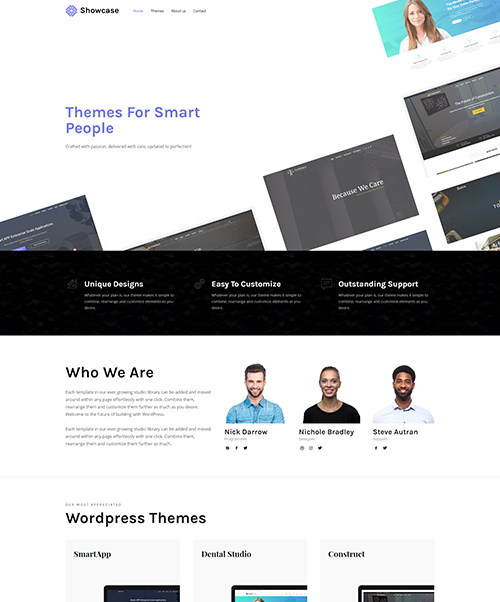 Showcase
Home Themes About us Contact
Themes For Smart
People
Crafted with passion, delivered with care, updated to perfection!
Because We Care
The Future of Construction
Unique Designs
Whatever your plan is, our theme makes it simple to
combine, rearrange and customize elements as you
desire.
Easy To Customize
Whatever your plan is, our theme makes it simple to
combine, rearrange and customize elements as you
desire.
Outstanding Support
Whatever your plan is, our theme makes it simple to
combine, rearrange and customize elements as you
desire.
Who We Are
Each template in our ever growing studio library can be added and moved
around within any page effortlessly with one click. Combine them,
rearrange them and customize them further as much as you desire.
Welcome to the future of building with WordPress.
Each template in our ever growing studio library can be added and moved
around within any page effortlessly with one click. Combine them,
rearrange them and customize them further as much as you desire.
Nick Darrow
Programmer
Nichole Bradley
Designer
Steve Autran
Support
OUR MOST APPRECIATED
Wordpress Themes
SmartApp
Dental Studio
Construct